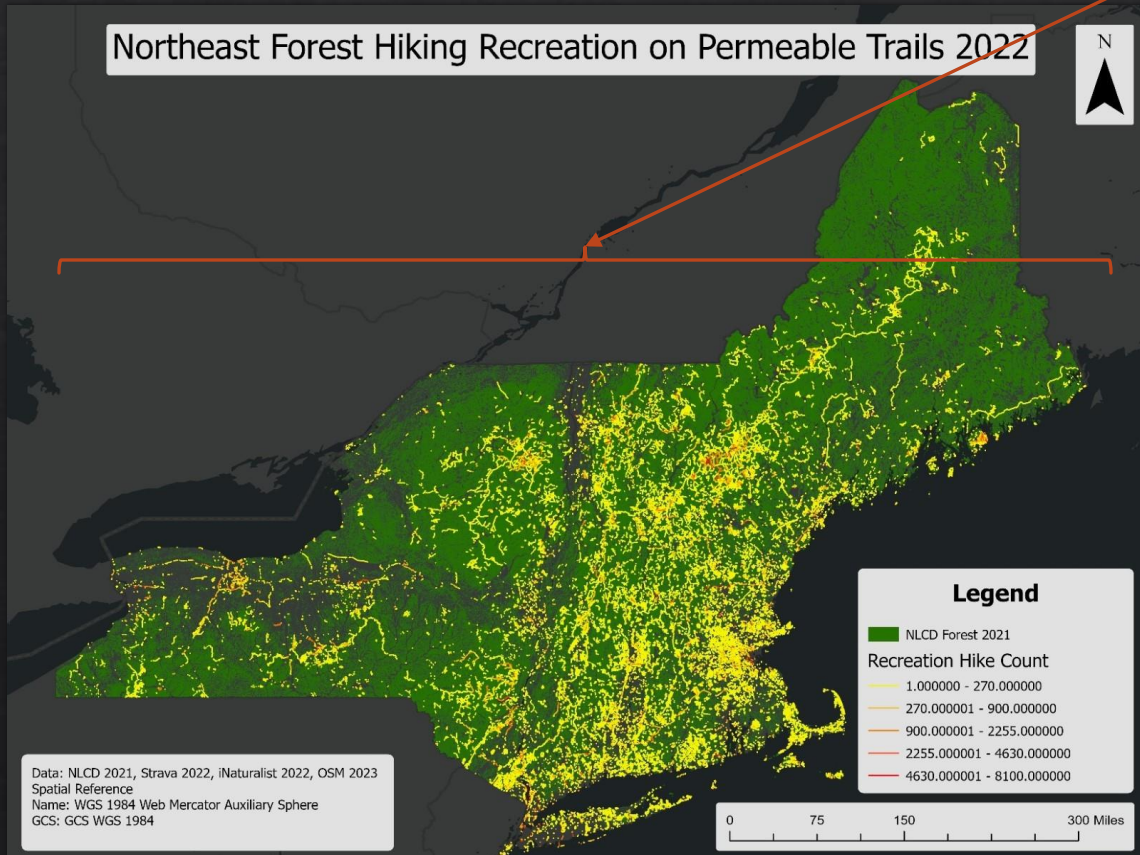 Northeast Forest Hiking Recreation on Permeable Trails 2022
N
Legend
NLCD Forest 2021
Recreation Hike Count
1.000000 - 270.000000
270.000001 - 900.000000
900.000001 - 2255.000000
2255.000001 - 4630.000000
4630.000001 - 8100.000000
Data: NLCD 2021, Strava 2022, iNaturalist 2022, OSM 2023
Spatial Reference
Name: WGS 1984 Web Mercator Auxiliary Sphere
GCS: GCS WGS 1984
0 75 150 300 Miles